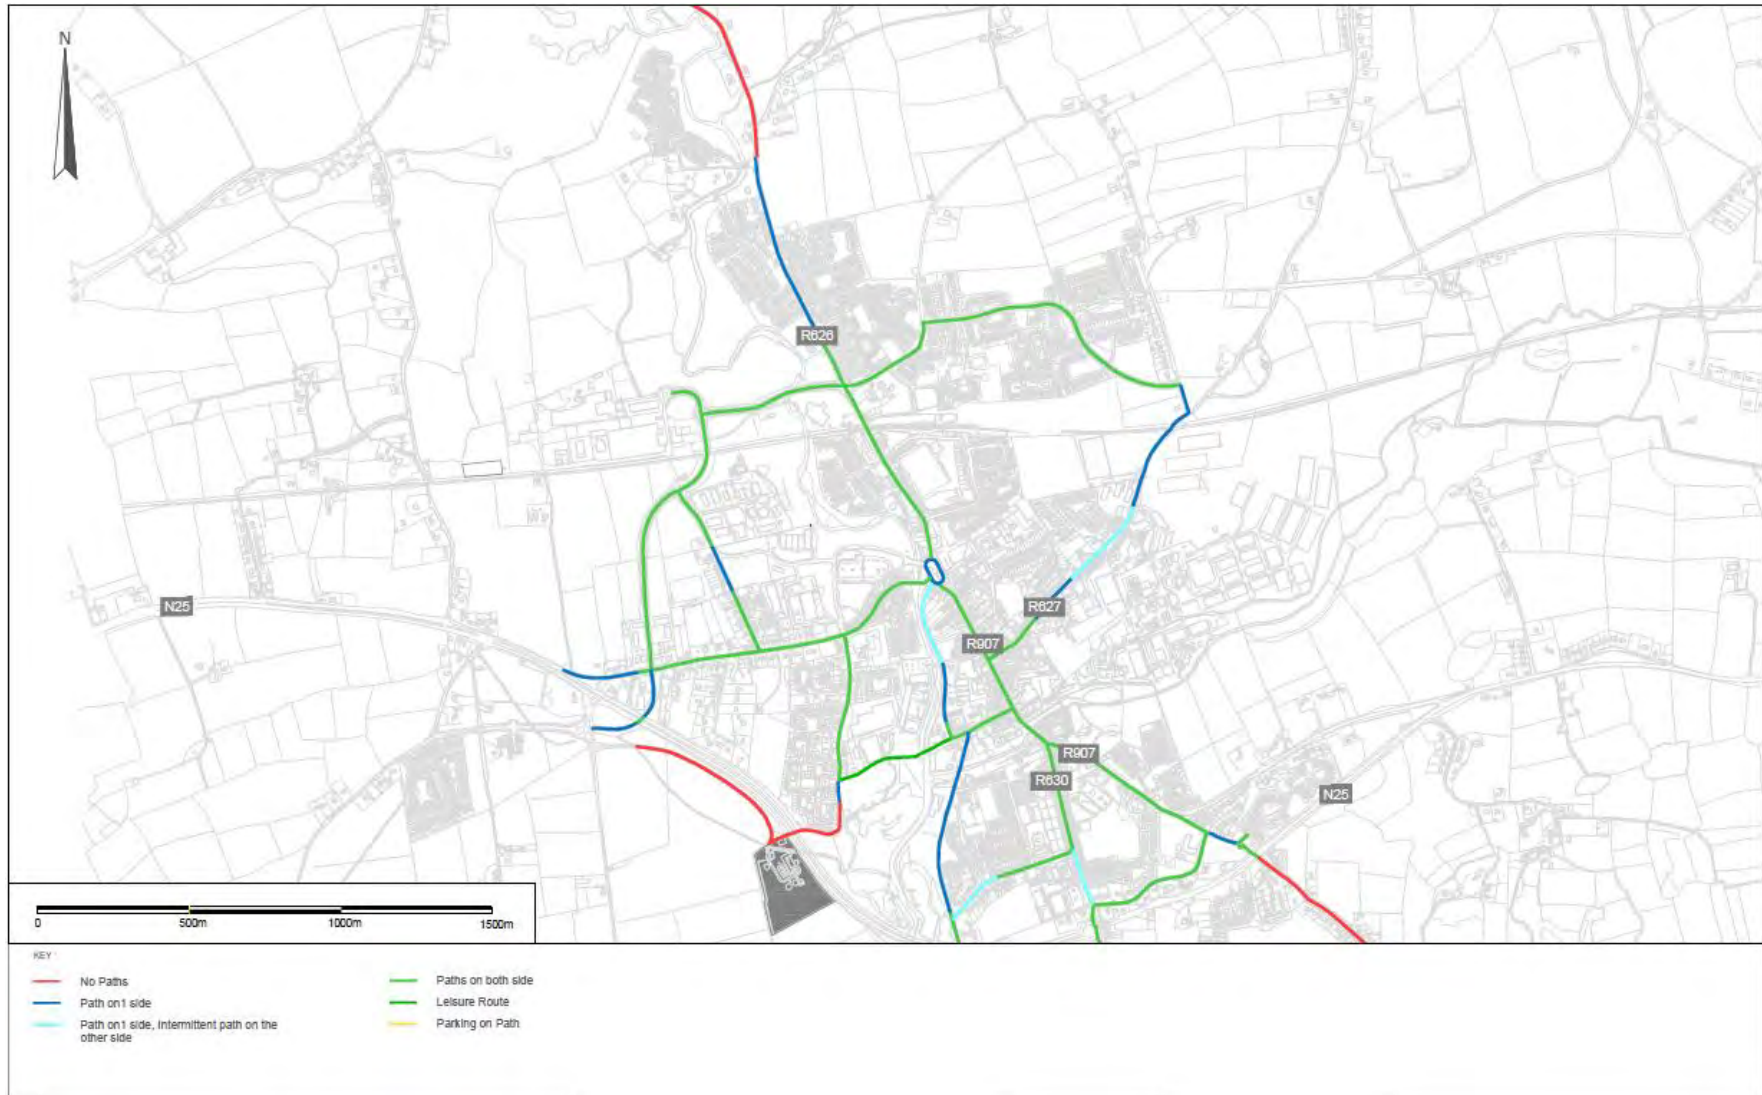 N
R626
N25
R627
R907
R907
R630
N25
0 500m 1000m 1500m
KEY
No Paths
Path on1 side
Path on1 side, Intermittent path on the
other side
Paths on both side
Leisure Route
Parking on Path